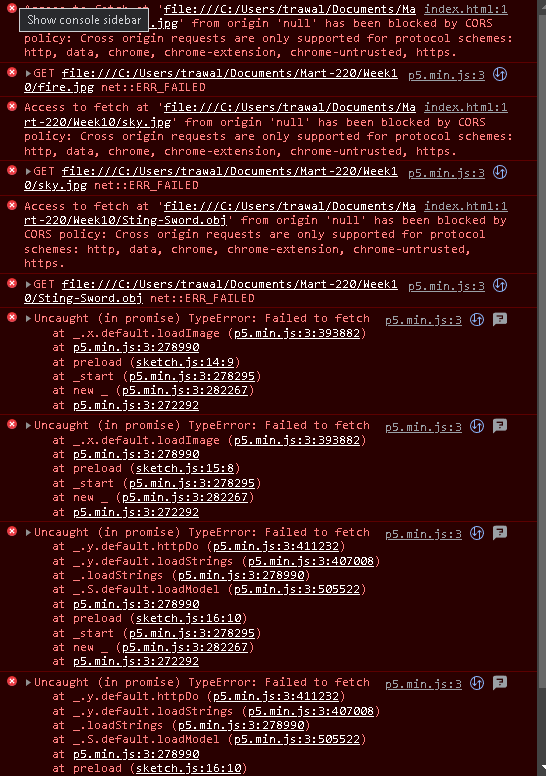 Access to fetch at 'file:///C:/Users/trawal/Documents/Ma index.html:1
Show console sidebar
.jpg' from origin 'null' has been blocked by CORS
policy: Cross origin requests are only supported for protocol schemes:
http, data, chrome, chrome-extension, chrome-untrusted, https.
GET file:///C:/Users/trawal/Documents/Mart-220/Week1 p5.min.js:3
0/fire.jpg net::ERR_FAILED
Access to fetch at 'file:///C:/Users/trawal/Documents/Ma index.html:1
rt-220/Week10/sky.jpg' from origin 'null' has been blocked by CORS
policy: Cross origin requests are only supported for protocol schemes:
http, data, chrome, chrome-extension, chrome-untrusted, https.
GET file:///C:/Users/trawal/Documents/Mart-220/Week1 p5.min.js:3
0/sky.jpg net::ERR_FAILED
Access to fetch at 'file:///C:/Users/trawal/Documents/Ma index.html:1
rt-220/Week10/Sting-Sword.obj' from origin 'null' has been blocked by
CORS policy: Cross origin requests are only supported for protocol
schemes: http, data, chrome, chrome-extension, chrome-untrusted,
https.
GET file:///C:/Users/trawal/Documents/Mart-220/Week1 p5.min.js:3
0/Sting-Sword.obj net::ERR_FAILED
Uncaught (in promise) TypeError: Failed to fetch p5.min.js:3
at _.x.default.loadImage (p5.min.js:3:393882)
at p5.min.js:3:278990
at preload (sketch.js:14:9)
at _start (p5.min.js:3:278295)
at new _ (p5.min.js:3:282267)
at p5.min.js:3:272292
Uncaught (in promise) TypeError: Failed to fetch p5.min.js:3
at _.x.default.loadImage (p5.min.js:3:393882)
at p5.min.js:3:278990
at preload (sketch.js:15:8)
at _start (p5.min.js:3:278295)
at new _ (p5.min.js:3:282267)
at p5.min.js:3:272292
Uncaught (in promise) TypeError: Failed to fetch p5.min.js:3
at _.y.default.httpDo (p5.min.js:3:411232)
at _.y.default.loadStrings (p5.min.js:3:407008)
at _.loadStrings (p5.min.js:3:278990)
at _.S.default.loadModel (p5.min.js:3:505522)
at p5.min.js:3:278990
at preload (sketch.js:16:10)
at _start (p5.min.js:3:278295)
at new _ (p5.min.js:3:282267)
at p5.min.js:3:272292
Uncaught (in promise) TypeError: Failed to fetch p5.min.js:3
at _.y.default.httpDo (p5.min.js:3:411232)
at _.y.default.loadStrings (p5.min.js:3:407008)
at _.loadStrings (p5.min.js:3:278990)
at _.S.default.loadModel (p5.min.js:3:505522)
at p5.min.js:3:278990
at preload (sketch.js:16:10)